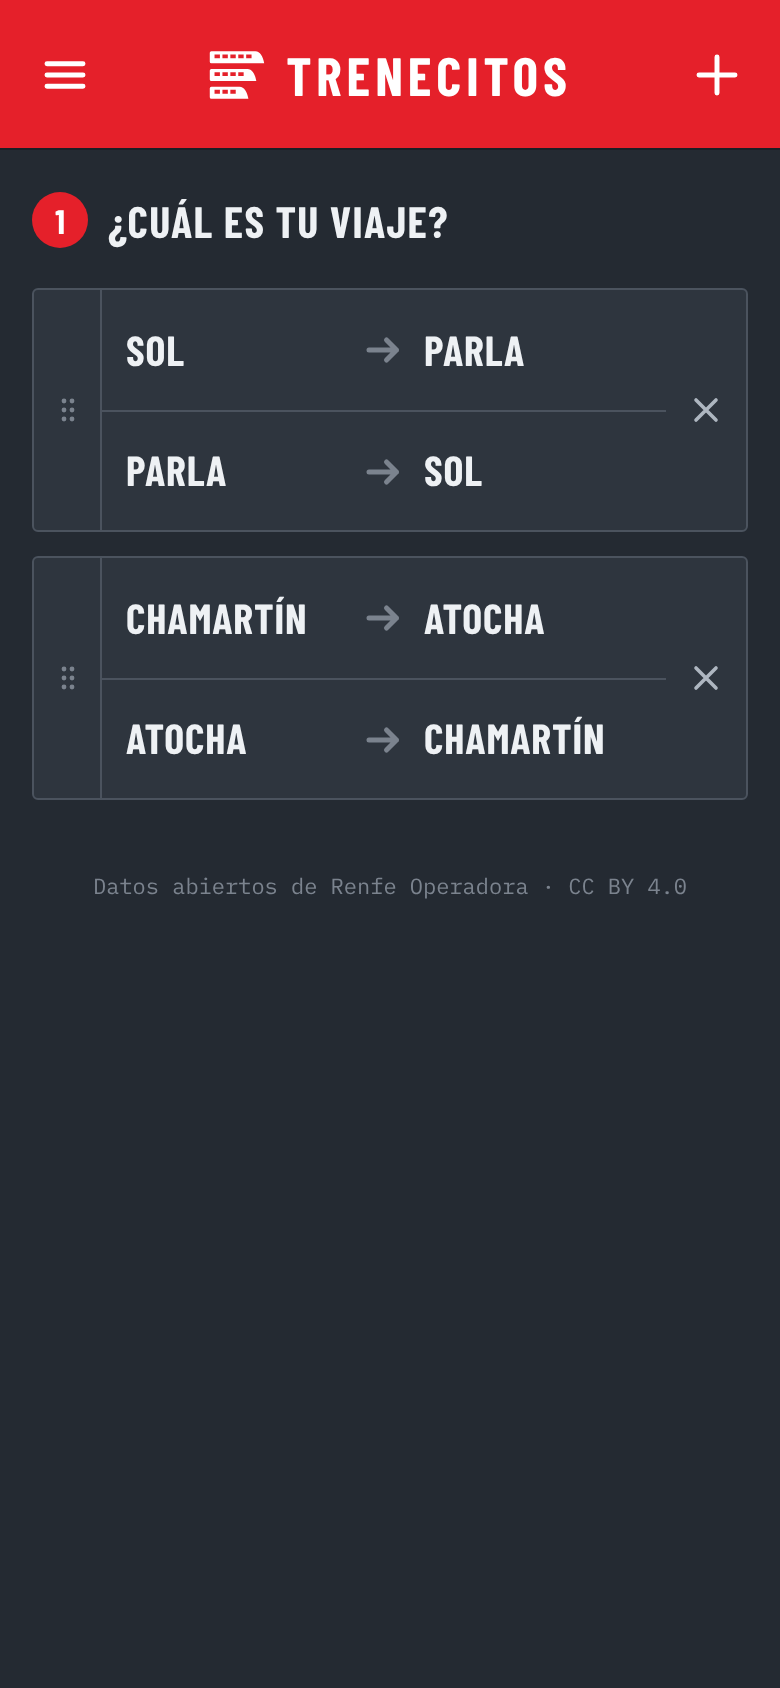 TRENECITOS
1 ¿CUÁL ES TU VIAJE?
SOL → PARLA
PARLA → SOL
CHAMARTÍN → ATOCHA
ATOCHA → CHAMARTÍN
Datos abiertos de Renfe Operadora · CC BY 4.0